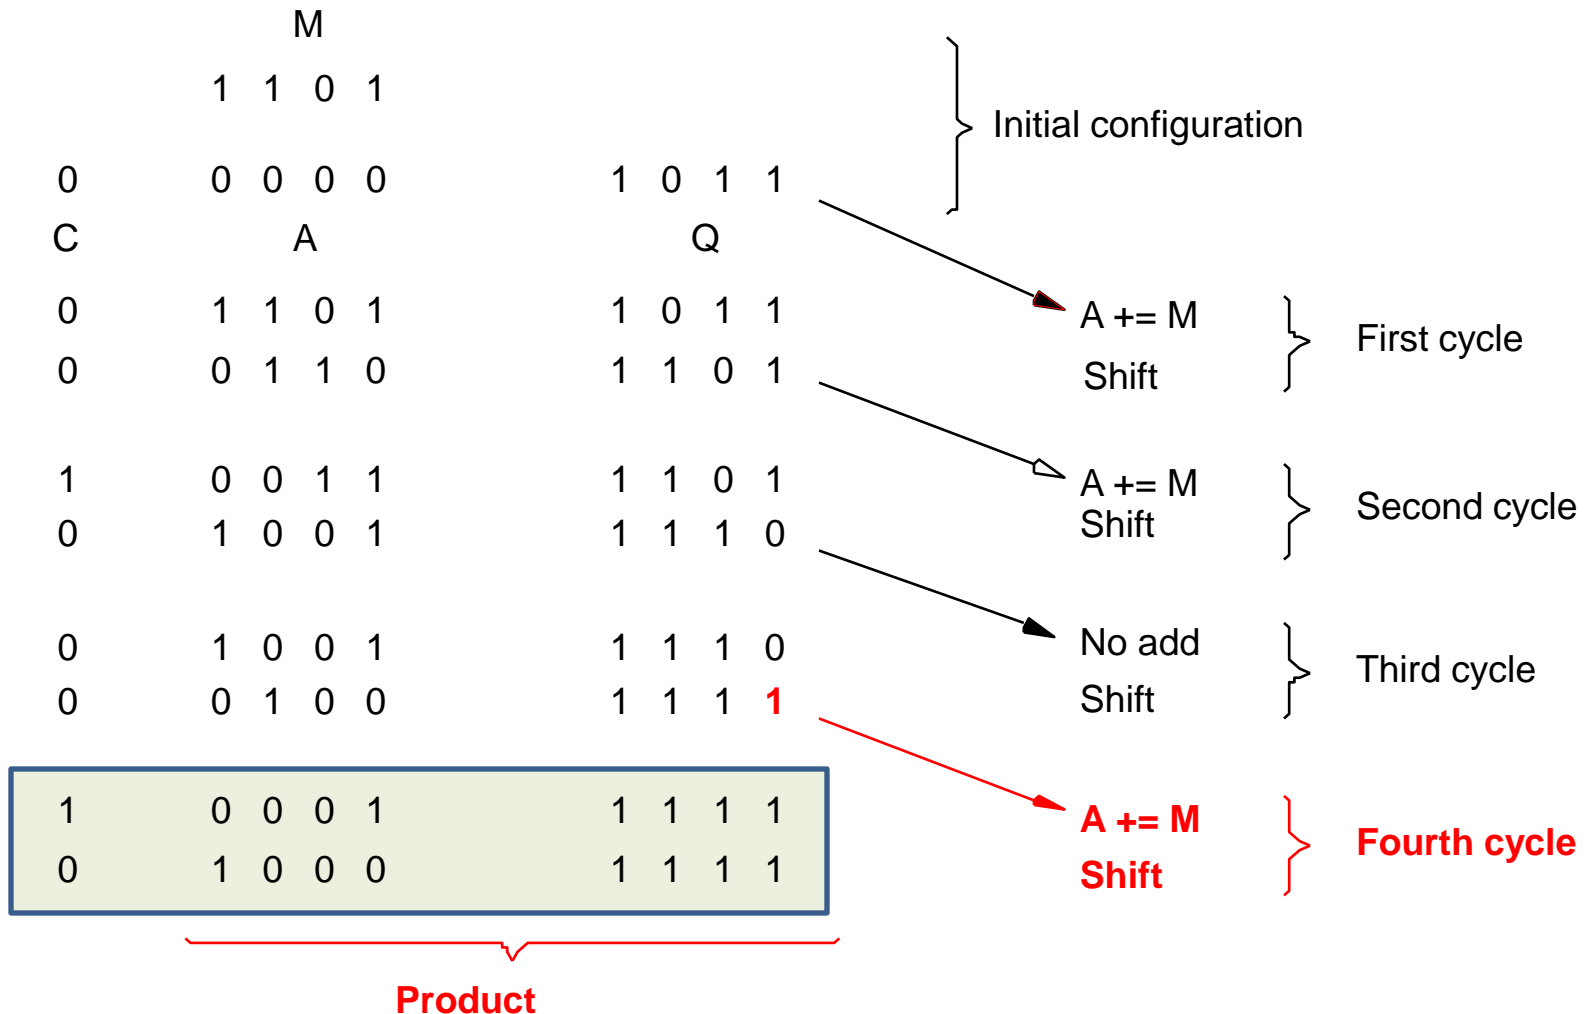 M
1 1 0 1
Initial configuration
0 0 0 0 0 1 0 1 1
C A Q
0 1 1 0 1 1 0 1 1 A += M
First cycle
0 0 1 1 0 1 1 0 1 Shift
1 0 0 1 1 1 1 0 1 A += M
Second cycle
0 1 0 0 1 1 1 1 0 Shift
0 1 0 0 1 1 1 1 0 No add
Third cycle
0 0 1 0 0 1 1 1 1 Shift
1 0 0 0 1 1 1 1 1 A += M
Fourth cycle
0 1 0 0 0 1 1 1 1 Shift
Product